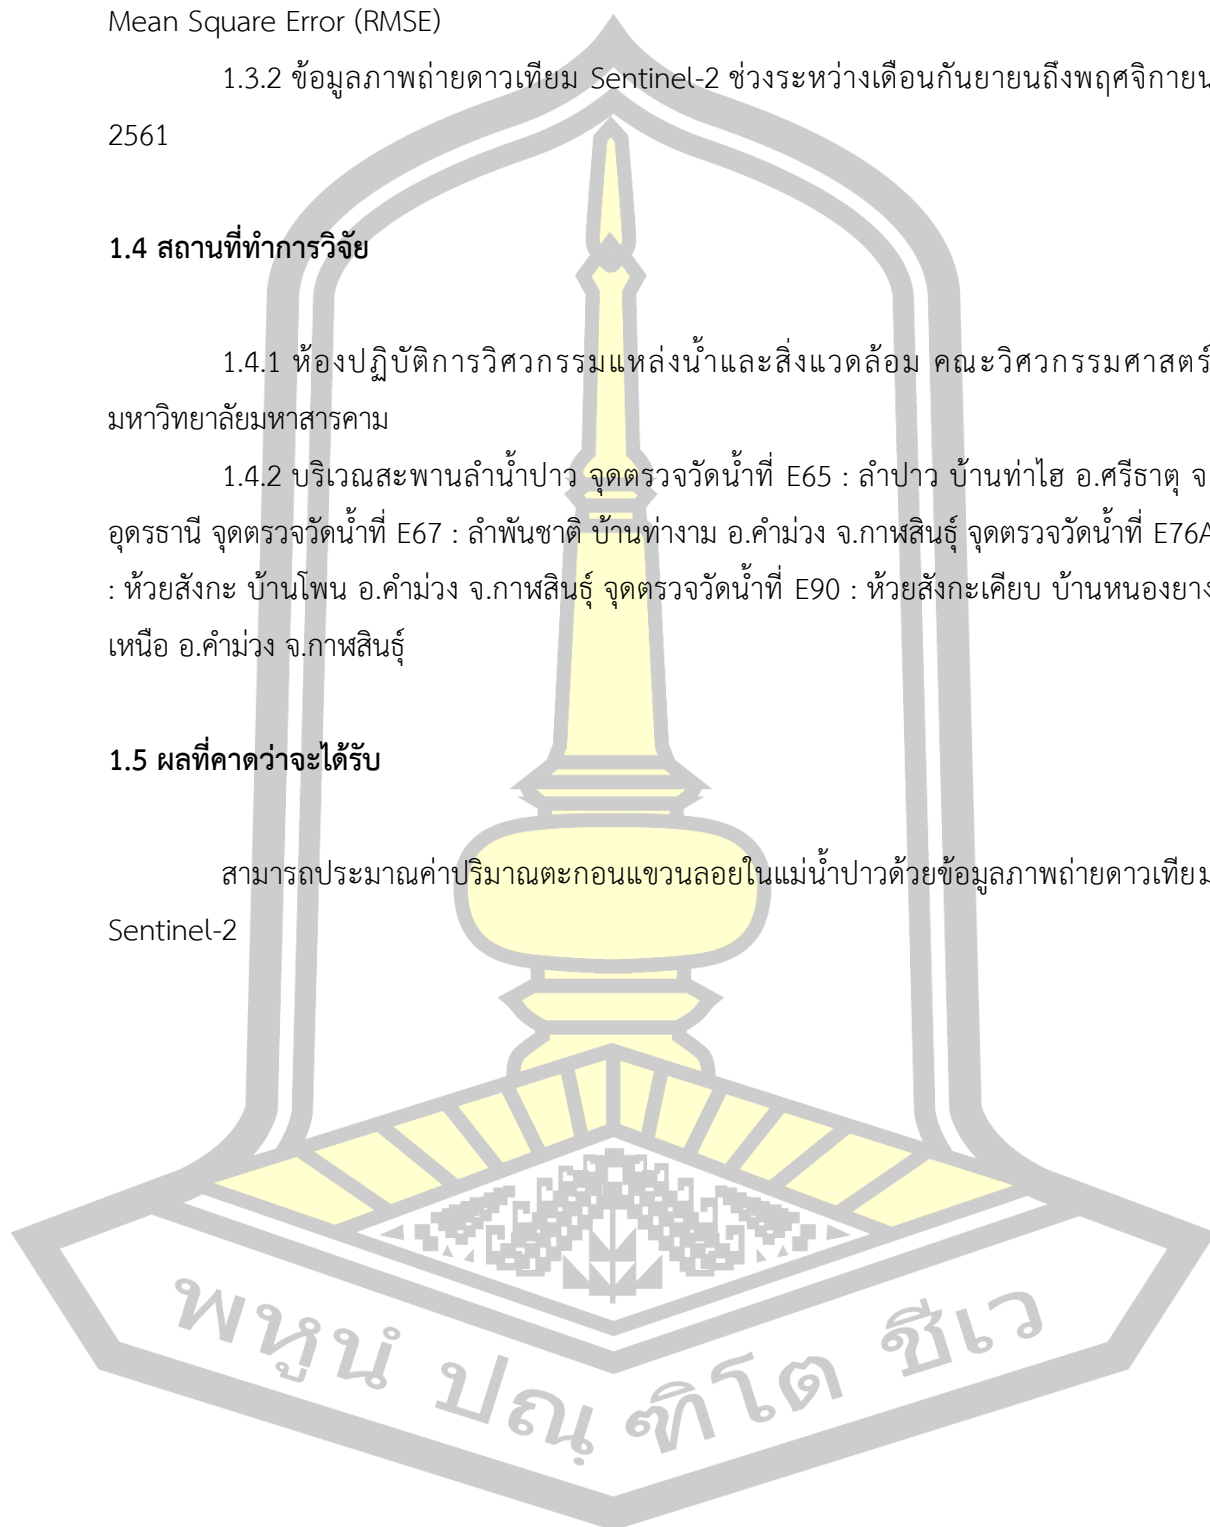 Mean Square Error (RMSE)
1.3.2 ข้อมูลภาพถ่ายดาวเทียม Sentinel-2 ช่วงระหว่างเดือนกันยายนถึงพฤศจิกายน
2561
1.4 สถานที่ทำการวิจัย
1.4.1 ห้องปฏิบัติการวิศวกรรมแหล่งน้ำและสิ่งแวดล้อม คณะวิศวกรรมศาสตร์
มหาวิทยาลัยมหาสารคาม
1.4.2 บริเวณสะพานลำน้ำปาว จุดตรวจวัดน้ำที่ E65 : ลำปาว บ้านท่าไฮ อ.ศรีธาตุ จ
อุดรธานี จุดตรวจวัดน้ำที่ E67 : ลำพันชาติ บ้านท่างาม อ.คำม่วง จ.กาฬสินธุ์ จุดตรวจวัดน้ำที่ E76A
: ห้วยสังกะ บ้านโพน อ.คำม่วง จ.กาฬสินธุ์ จุดตรวจวัดน้ำที่ E90 : ห้วยสังกะเคียบ บ้านหนองยาง
เหนือ อ.คำม่วง จ.กาฬสินธุ์
1.5 ผลที่คาดว่าจะได้รับ
สามารถประมาณค่าปริมาณตะกอนแขวนลอยในแม่น้ำปาวด้วยข้อมูลภาพถ่ายดาวเทียม
Sentinel-2
พหูนํ ปณฺฑิโต ชีเว